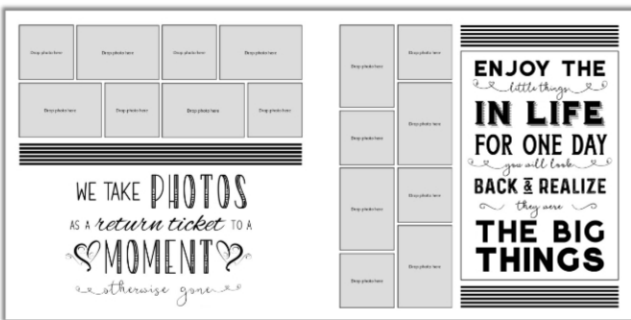 Drop photo here Drop photo here Drop photo here Drop photo here
Drop photo here Drop photo here Drop photo here Drop photo here
WE TAKE PHOTOS
AS A return ticket TO A
MOMENT
otherwise gone
Drop photo here
Drop photo here
Drop photo here
Drop photo here
Drop photo here
Drop photo here
Drop photo here
Drop photo here
ENJOY THE
little things
IN LIFE
FOR ONE DAY
you will look
BACK & REALIZE
they were
THE BIG
THINGS